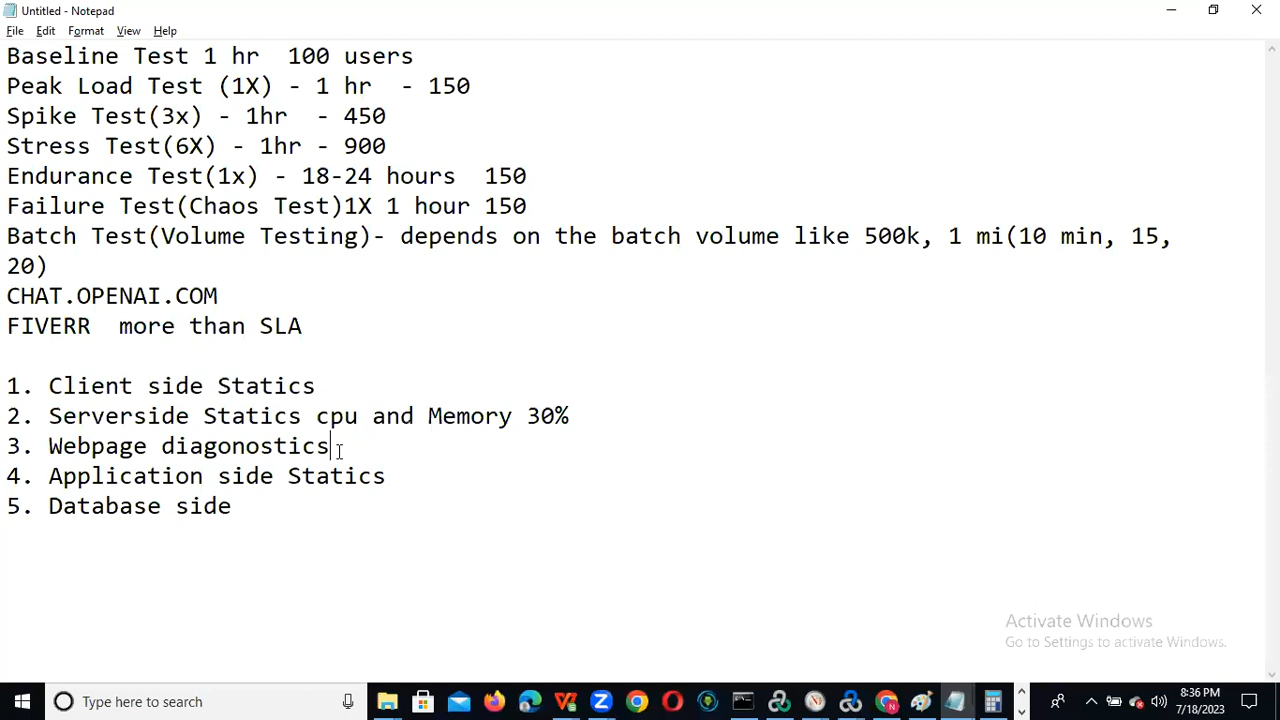 Untitled - Notepad
File Edit Format View Help
Baseline Test 1 hr  100 users
Peak Load Test (1X) - 1 hr  - 150
Spike Test(3x) - 1hr  - 450
Stress Test(6X) - 1hr - 900
Endurance Test(1x) - 18-24 hours  150
Failure Test(Chaos Test)1X 1 hour 150
Batch Test(Volume Testing)- depends on the batch volume like 500k, 1 mi(10 min, 15,
20)
CHAT.OPENAI.COM
FIVERR  more than SLA
1. Client side Statics
2. Serverside Statics cpu and Memory 30%
3. Webpage diagonostics
4. Application side Statics
5. Database side
Activate Windows
Go to Settings to activate Windows.
Type here to search
8:36 PM
7/18/2023